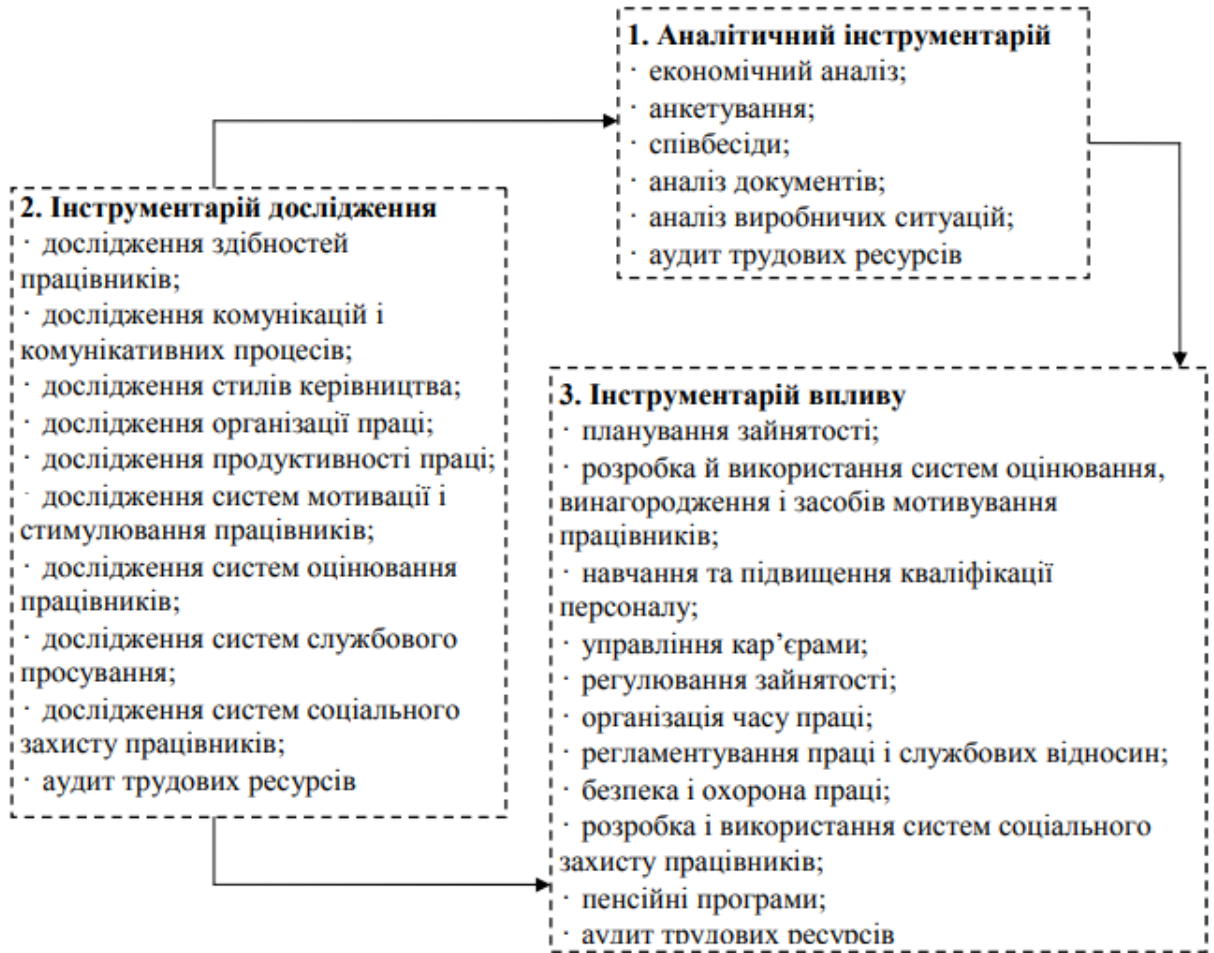 1. Аналітичний інструментарій
· економічний аналіз;
· анкетування;
· співбесіди;
· аналіз документів;
· аналіз виробничих ситуацій;
· аудит трудових ресурсів
2. Інструментарій дослідження
· дослідження здібностей
працівників;
· дослідження комунікацій і
комунікативних процесів;
· дослідження стилів керівництва;
· дослідження організації праці;
· дослідження продуктивності праці;
· дослідження систем мотивації і
стимулювання працівників;
· дослідження систем оцінювання
працівників;
· дослідження систем службового
просування;
· дослідження систем соціального
захисту працівників;
· аудит трудових ресурсів
3. Інструментарій впливу
· планування зайнятості;
· розробка й використання систем оцінювання,
винагородження і засобів мотивування
працівників;
· навчання та підвищення кваліфікації
персоналу;
· управління кар’єрами;
· регулювання зайнятості;
· організація часу праці;
· регламентування праці і службових відносин;
· безпека і охорона праці;
· розробка і використання систем соціального
захисту працівників;
· пенсійні програми;
· аудит трудових ресурсів